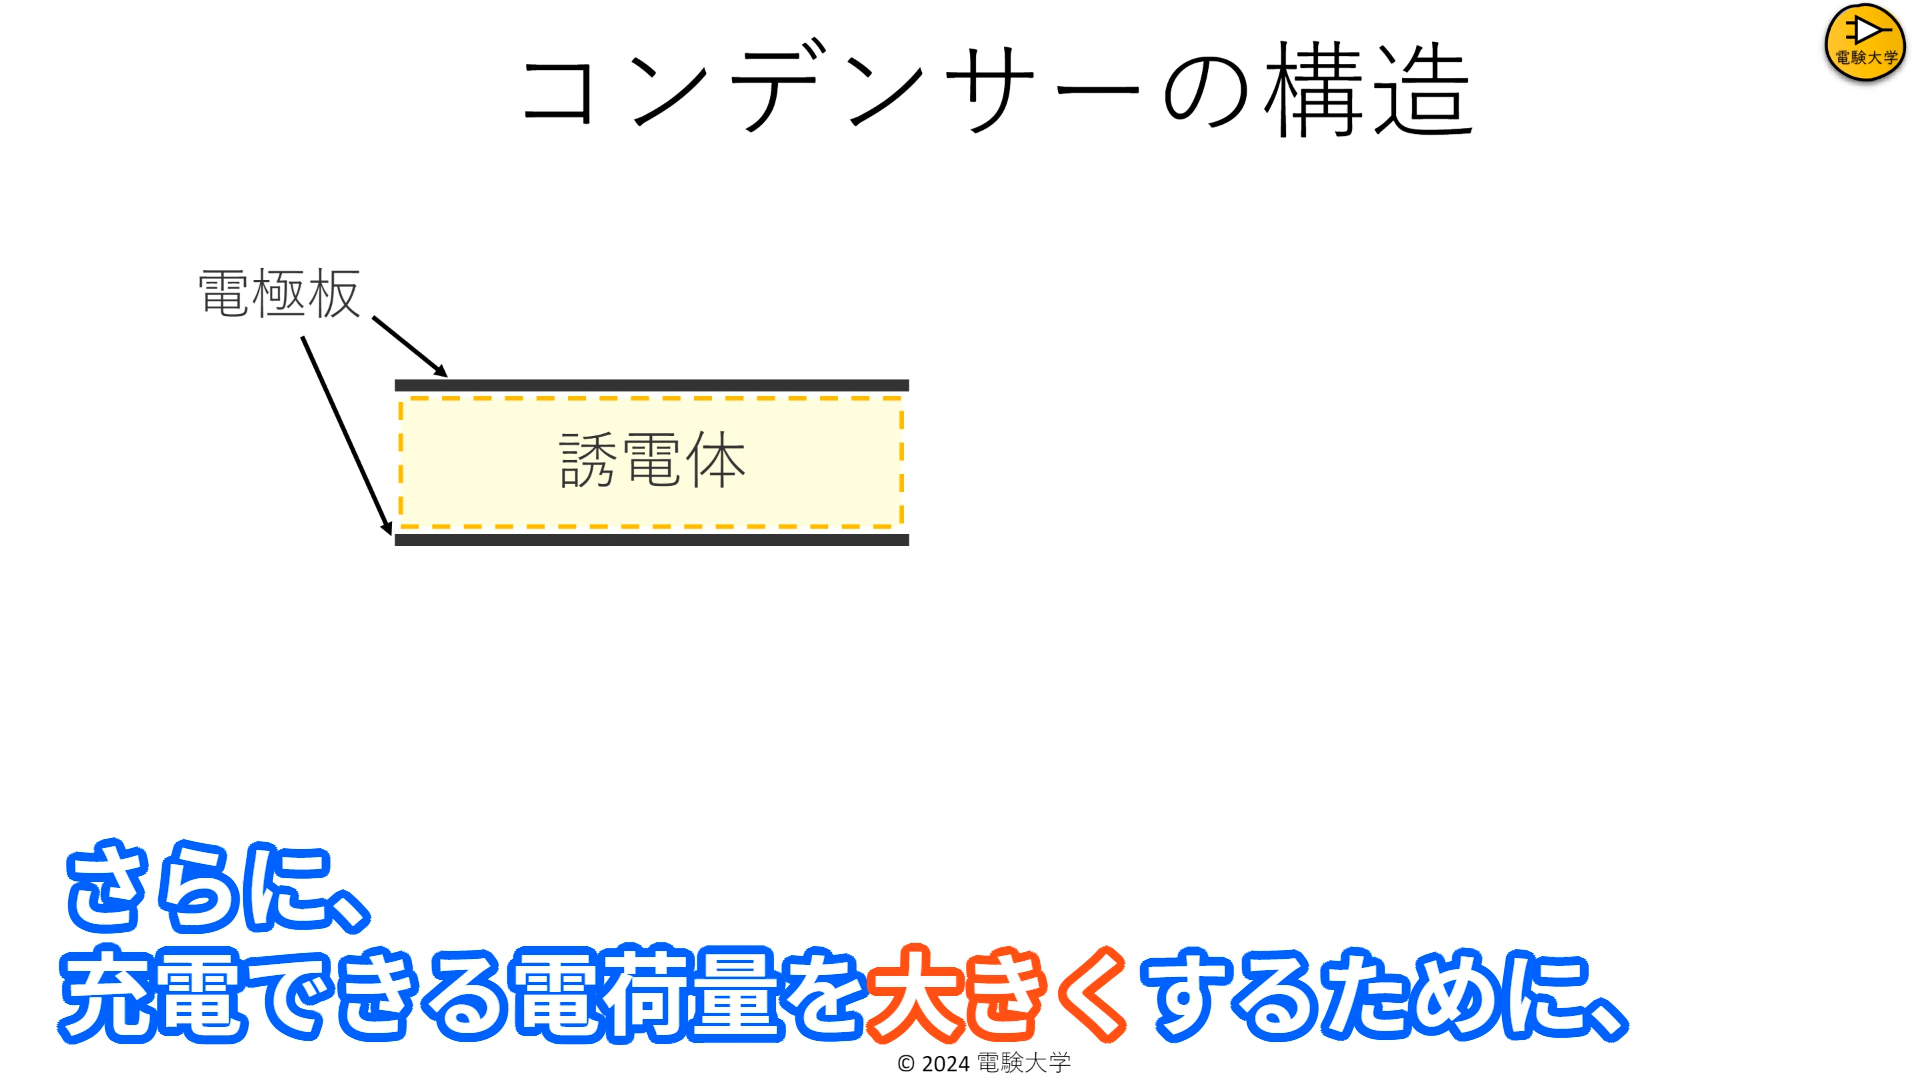 コンデンサーの構造
電験大学
電極板
誘電体
さらに、
充電できる電荷量を大きくするために、
© 2024 電験大学